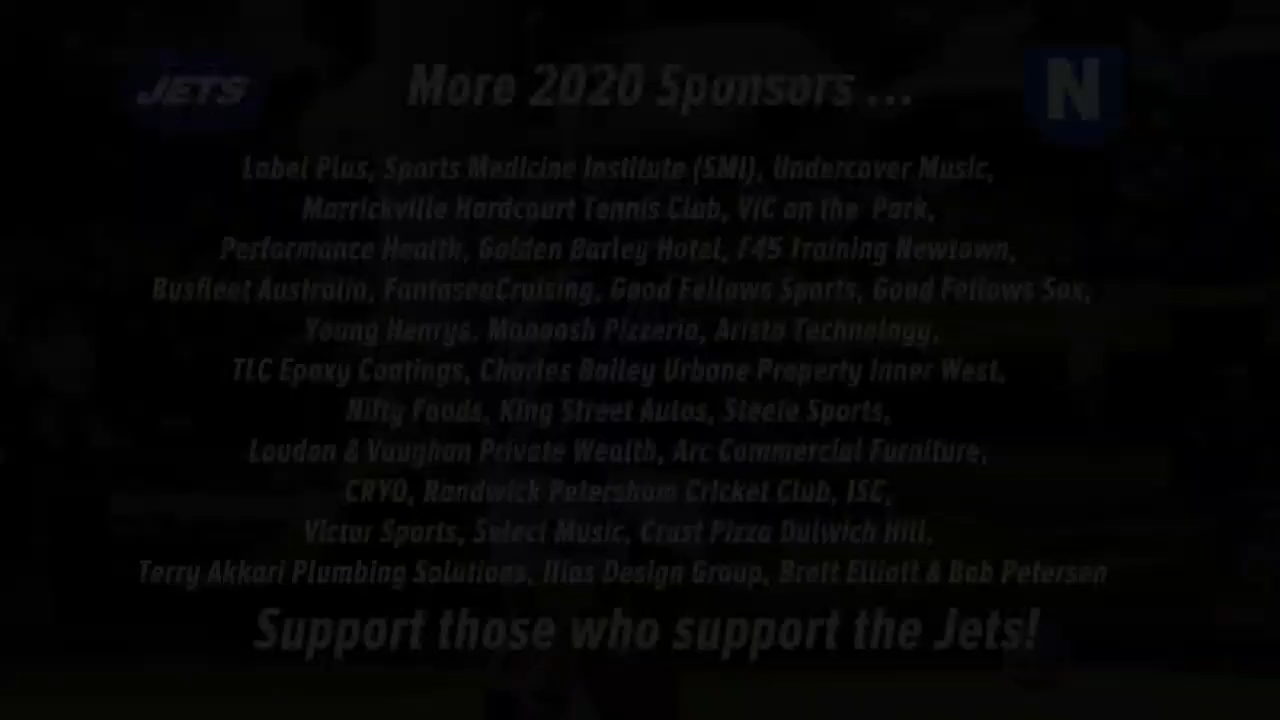 JETS
More 2020 Sponsors ...
N
Label Plus, Sports Medicine Institute (SMI), Undercover Music,
Marrickville Hardcourt Tennis Club, VIC on the Park,
Performance Health, Golden Barley Hotel, F45 Training Newtown,
Busfleet Australia, FantaseaCruising, Good Fellows Sports, Good Fellows Sox,
Young Henrys, Manoosh Pizzeria, Arista Technology,
TLC Epoxy Coatings, Charles Bailey Urbane Property Inner West,
Nifty Foods, King Street Autos, Steele Sports,
Loudon & Vaughan Private Wealth, Arc Commercial Furniture,
CRYO, Randwick Petersham Cricket Club, ISC,
Victor Sports, Select Music, Crust Pizza Dulwich Hill,
Terry Akkari Plumbing Solutions, Ilias Design Group, Brett Elliott & Bob Petersen
Support those who support the Jets!